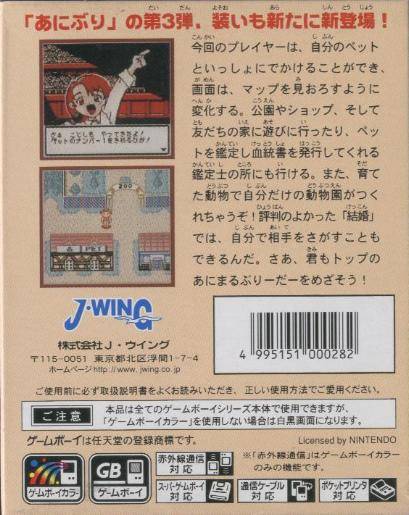 「あにぶり」の第3弾、装いも新たに新登場！
今回のプレイヤーは、自分のペット
といっしょにでかけることができ、
画面は、マップを見おろすように
変化する。公園やショップ、そして
友だちの家に遊びに行ったり、ペッ
トを鑑定し血統書を発行してくれる
鑑定士の所にも行ける。また、育て
た動物で自分だけの動物園がつく
れちゃうぞ！評判のよかった「結婚」
では、自分で相手をさがすことも
できるんだ。さあ、君もトップの
あにまるぶりーだーをめざそう！
ZOO
PET
J・WING
株式会社J・ウイング
〒115-0051 東京都北区浮間1-7-4
ホームページhttp://www.jwing.co.jp
4 995151 000282
ご使用前に必ず取扱説明書をよくお読みいただき、正しい使用方法でご愛用ください。
ご注意
本品は全てのゲームボーイシリーズ本体で使用できますが、
「ゲームボーイカラー」を使用しない場合は白黒画面になります。
ゲームボーイは任天堂の登録商標です。
Licensed by NINTENDO
※「赤外線通信」はゲームボーイカラー
のみの機能です。
ゲームボーイカラー
GB
ゲームボーイ
赤外線通信
対応
スーパーゲームボーイ
対応
通信ケーブル
対応
ポケットプリンタ
対応